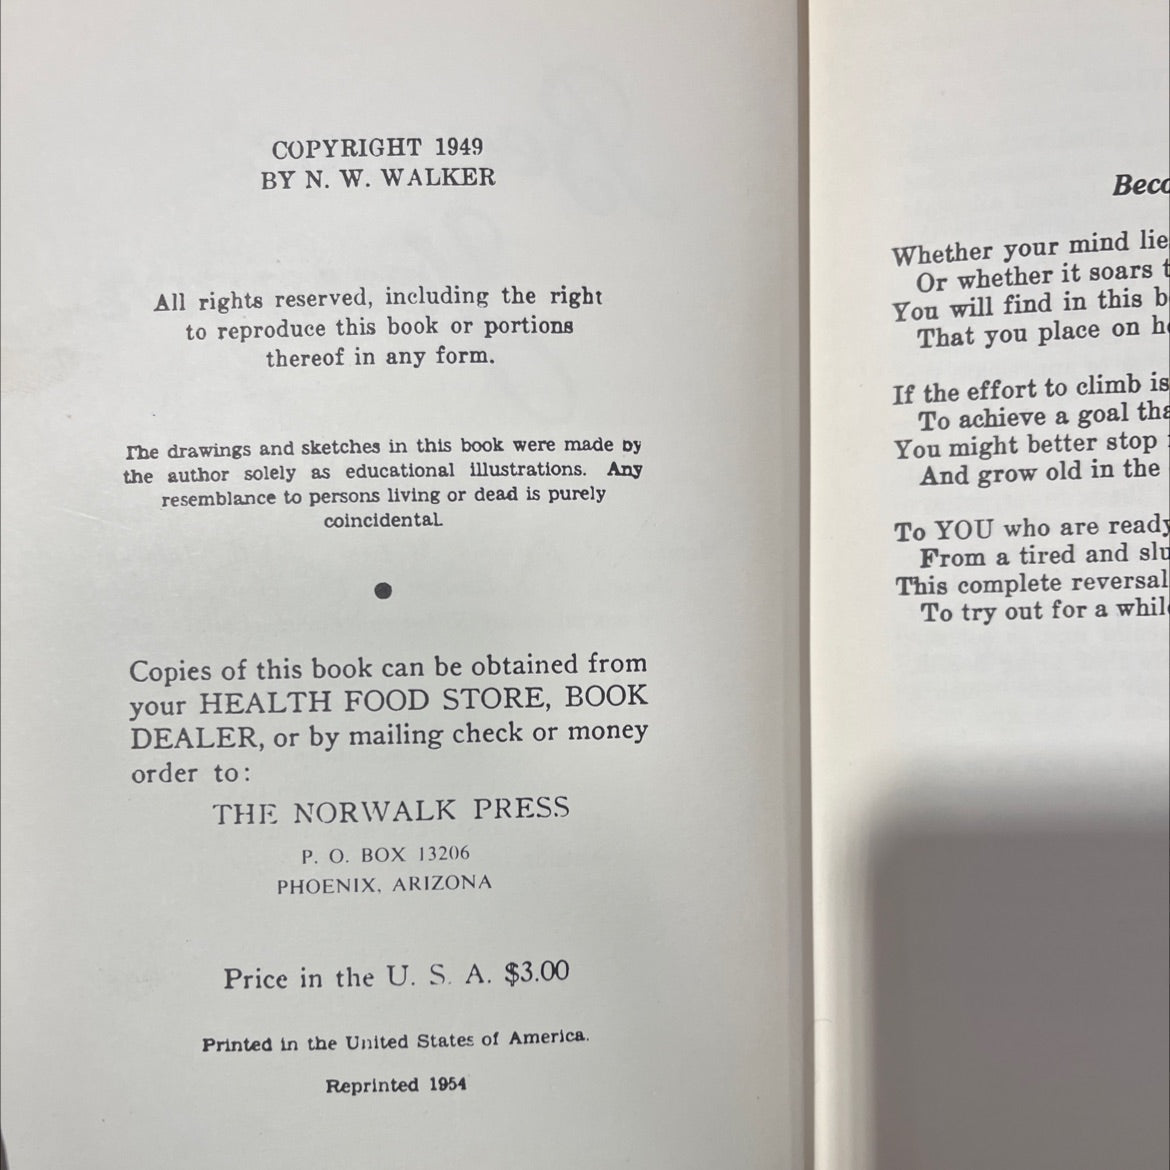 COPYRIGHT 1949
BY N. W. WALKER
All rights reserved, including the right
to reproduce this book or portions
thereof in any form.
The drawings and sketches in this book were made by
the author solely as educational illustrations. Any
resemblance to persons living or dead is purely
coincidental.
Copies of this book can be obtained from
your HEALTH FOOD STORE, BOOK
DEALER, or by mailing check or money
order to:
THE NORWALK PRESS
P. O. BOX 13206
PHOENIX, ARIZONA
Price in the U. S. A. $3.00
Printed in the United States of America.
Reprinted 1954
Whether your mind lie
Or whether it soars
You will find in this
That you place on
If the effort to climb is
To achieve a goal
You might better stop
And grow old in the
To YOU who are ready
From a tired and
This complete reversal
To try out for a